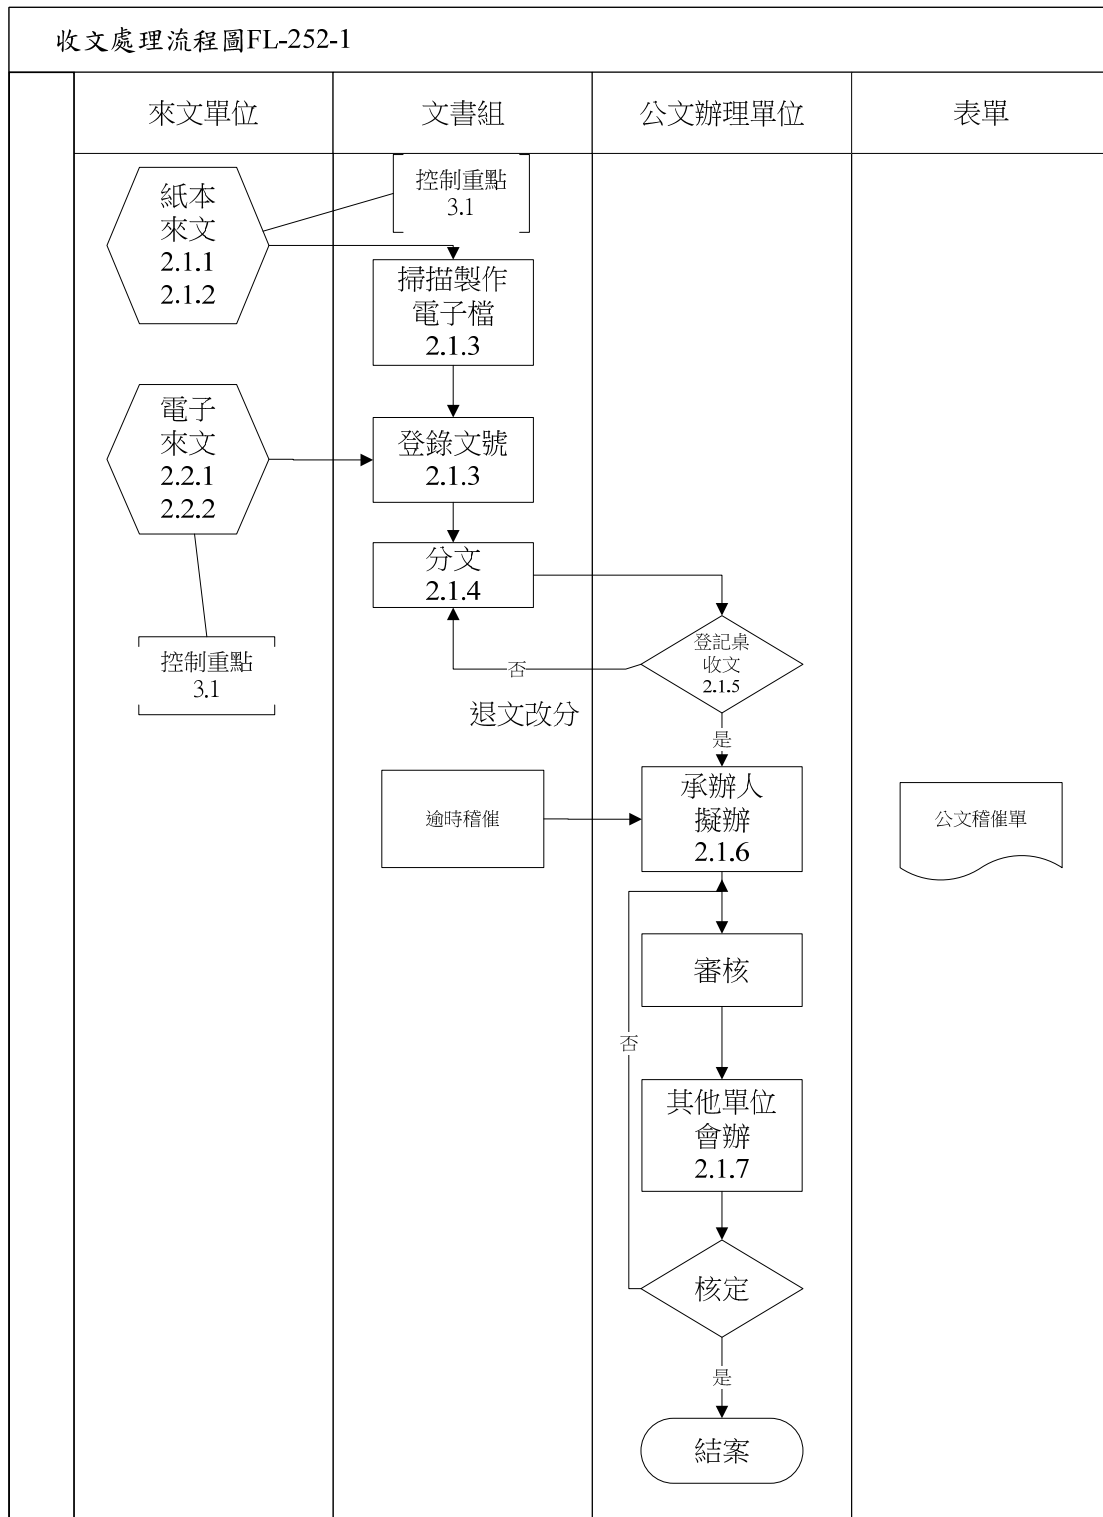 收文處理流程圖FL-252-1
來文單位
文書組
公文辦理單位
表單
紙本
來文
2.1.1
2.1.2
控制重點
3.1
掃描製作
電子檔
2.1.3
電子
來文
2.2.1
2.2.2
登錄文號
2.1.3
分文
2.1.4
控制重點
3.1
登記桌
收文
2.1.5
否
退文改分
是
逾時稽催
承辦人
擬辦
2.1.6
公文稽催單
審核
否
其他單位
會辦
2.1.7
核定
是
結案